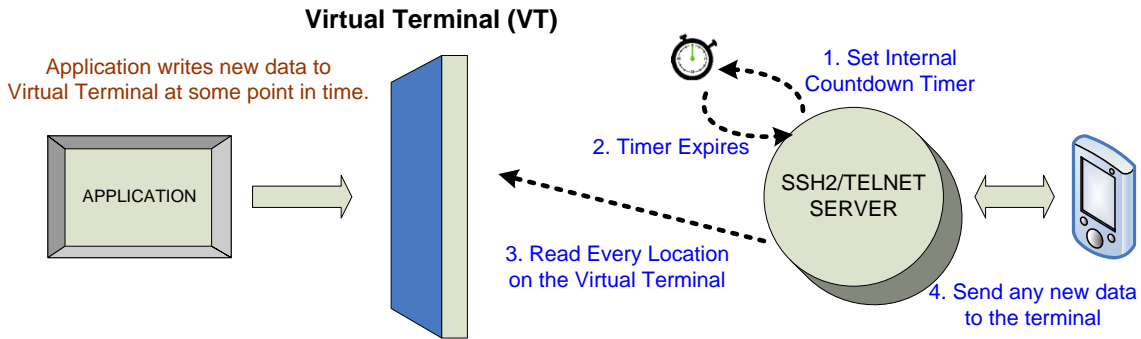 Virtual Terminal (VT)
Application writes new data to
Virtual Terminal at some point in time.
APPLICATION
1. Set Internal
Countdown Timer
2. Timer Expires
SSH2/TELNET
SERVER
3. Read Every Location
on the Virtual Terminal
4. Send any new data
to the terminal